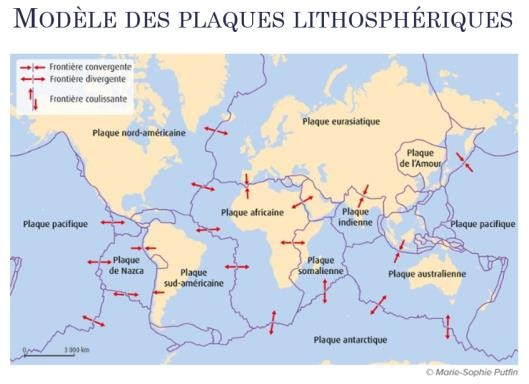 MODÈLE DES PLAQUES LITHOSPHÉRIQUES
Frontière convergente
Frontière divergente
Frontière coulissante
Plaque nord-américaine
Plaque eurasiatique
Plaque
de l'Amour
Plaque pacifique
Plaque africaine
Plaque
indienne
Plaque pacifique
Plaque
de Nazca
Plaque
sud-américaine
Plaque
somalienne
Plaque australienne
Plaque antarctique
0 3 000 km
© Marie-Sophie Putfin